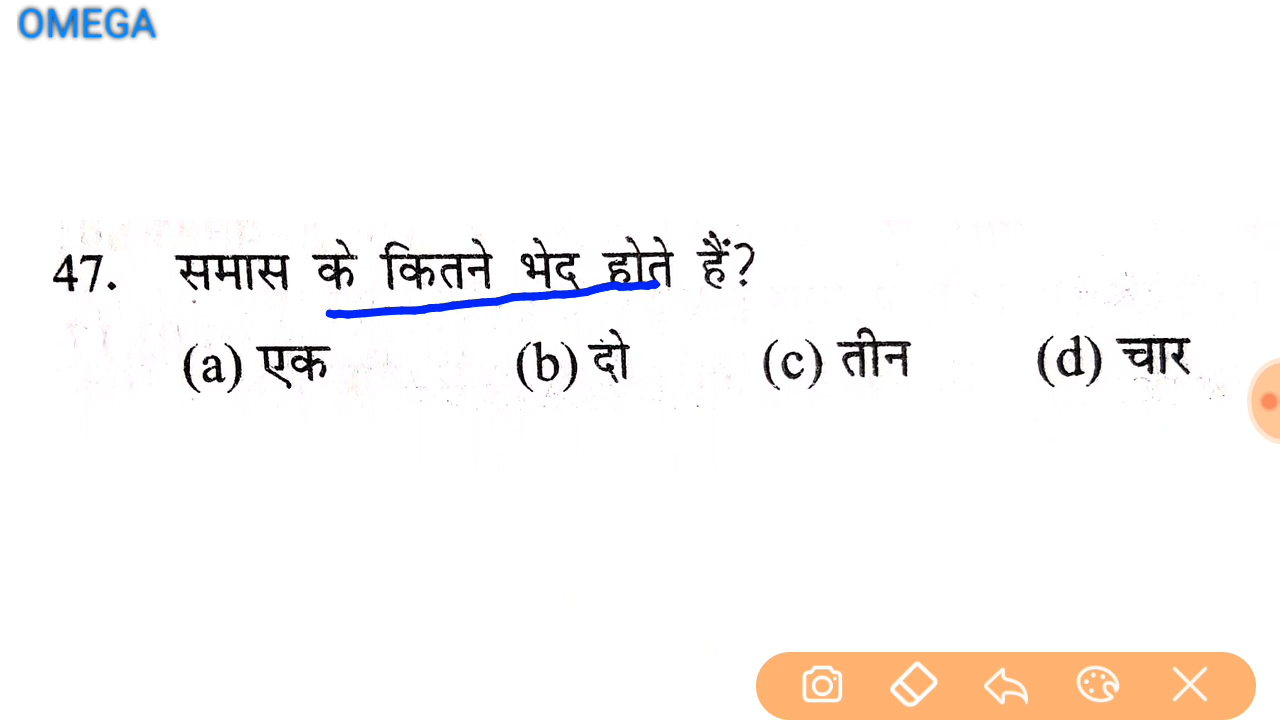 OMEGA
47. समास के कितने भेद होते हैं?
(a) एक (b) दो (c) तीन (d) चार